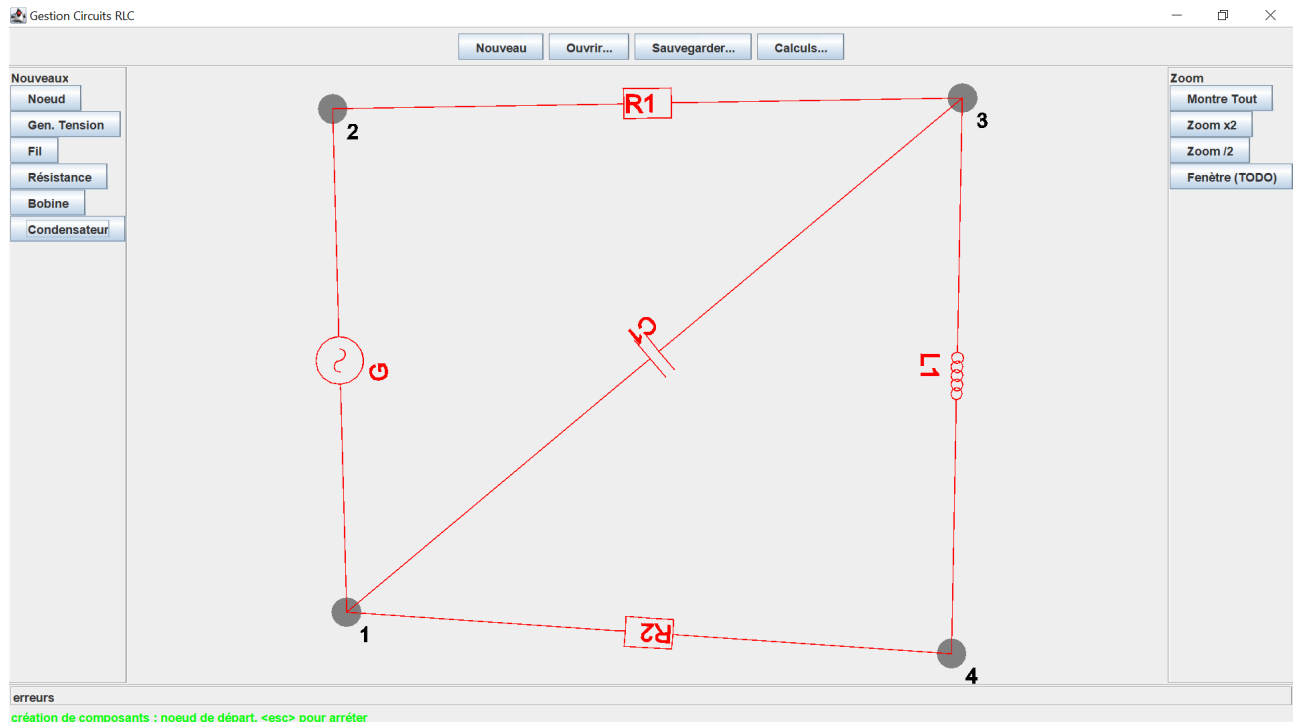 Gestion Circuits RLC
Nouveau Ouvrir... Sauvegarder... Calculs...
Nouveaux
Noeud
Gen. Tension
Fil
Résistance
Bobine
Condensateur
Zoom
Montre Tout
Zoom x2
Zoom /2
Fenètre (TODO)
R1
2
3
C1
G
L1
1
R2
4
erreurs
création de composants : noeud de départ, <esc> pour arréter